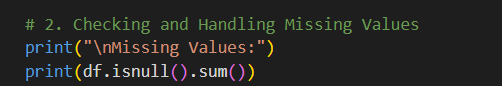 # 2. Checking and Handling Missing Values
print("\nMissing Values:")
print(df.isnull().sum())